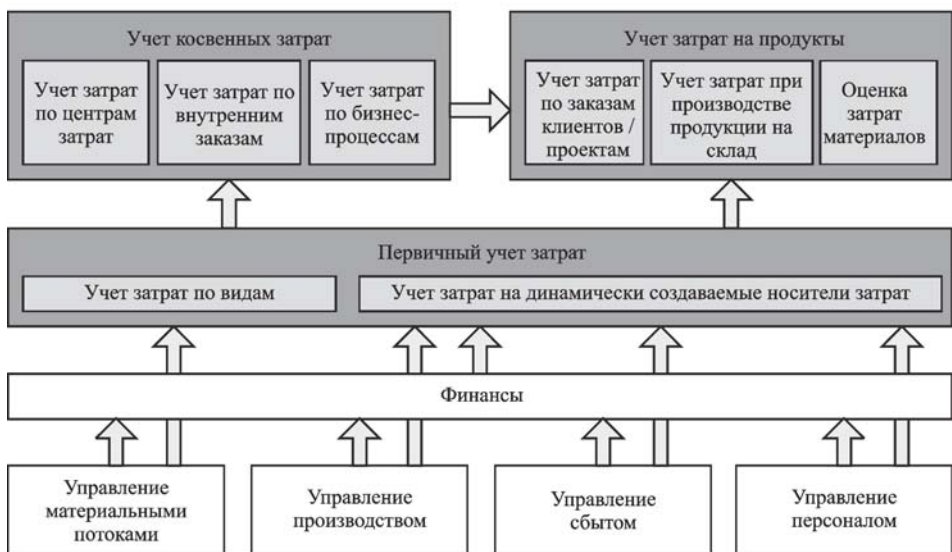 Учет косвенных затрат
Учет затрат
по центрам
затрат
Учет затрат по
внутренним
заказам
Учет затрат
по бизнес-
процессам
Учет затрат на продукты
Учет затрат
по заказам
клиентов /
проектам
Учет затрат при
производстве
продукции на
склад
Оценка
затрат
материалов
Первичный учет затрат
Учет затрат по видам
Учет затрат на динамически создаваемые носители затрат
Финансы
Управление
материальными
потоками
Управление
производством
Управление
сбытом
Управление
персоналом